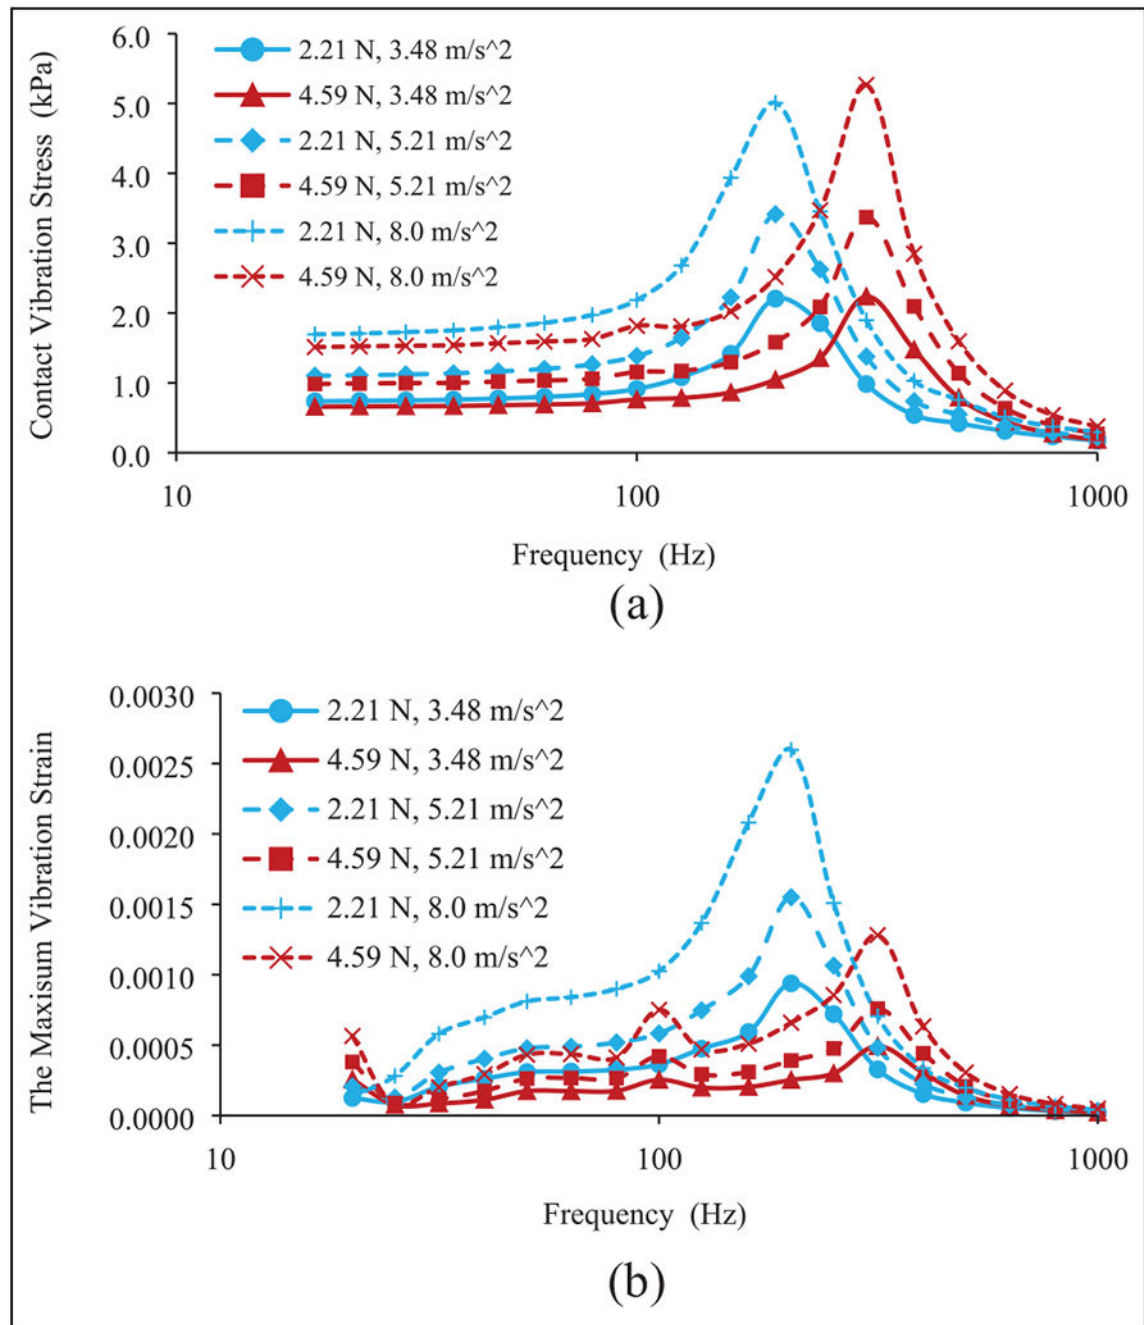 6.0
5.0
4.0
3.0
2.0
1.0
0.0
Contact Vibration Stress (kPa)
2.21 N, 3.48 m/s^2
4.59 N, 3.48 m/s^2
2.21 N, 5.21 m/s^2
4.59 N, 5.21 m/s^2
2.21 N, 8.0 m/s^2
4.59 N, 8.0 m/s^2
10 100 1000
Frequency (Hz)
(a)
0.0030
0.0025
0.0020
0.0015
0.0010
0.0005
0.0000
The Maxisum Vibration Strain
2.21 N, 3.48 m/s^2
4.59 N, 3.48 m/s^2
2.21 N, 5.21 m/s^2
4.59 N, 5.21 m/s^2
2.21 N, 8.0 m/s^2
4.59 N, 8.0 m/s^2
10 100 1000
Frequency (Hz)
(b)